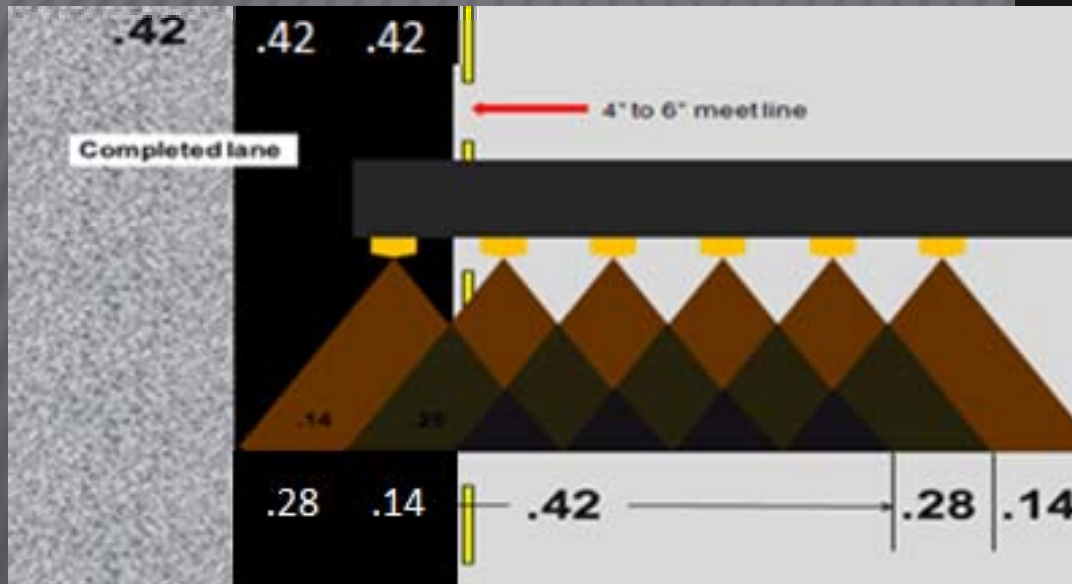 .42 .42 .42
4" to 6" meet line
Completed lane
.14
.28 .14 .42 .28 .14